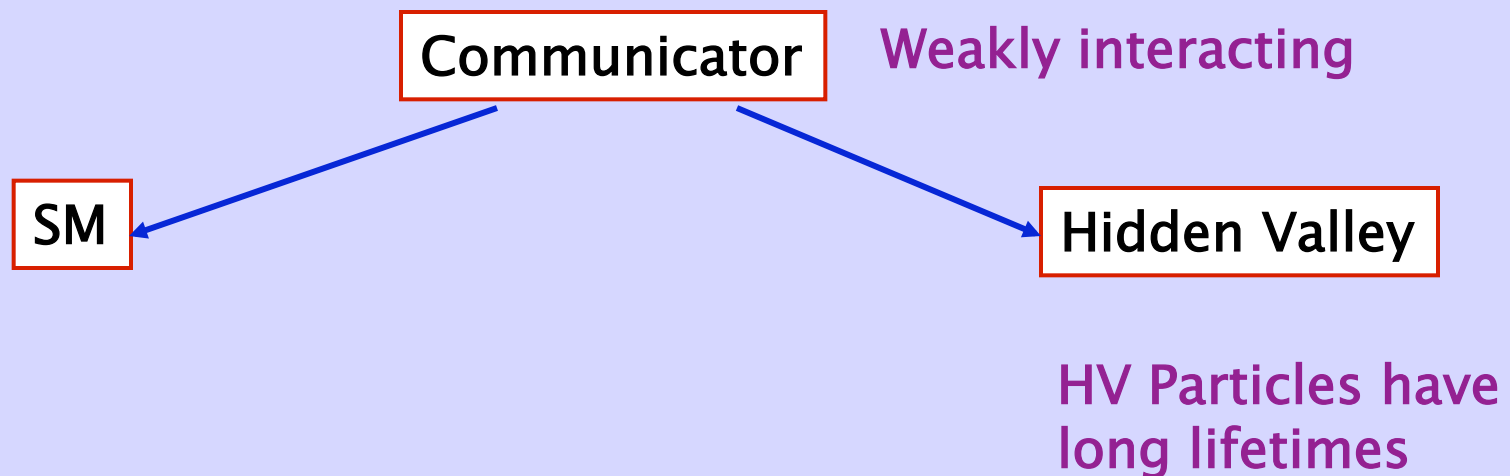 Communicator
Weakly interacting
SM
Hidden Valley
HV Particles have
long lifetimes